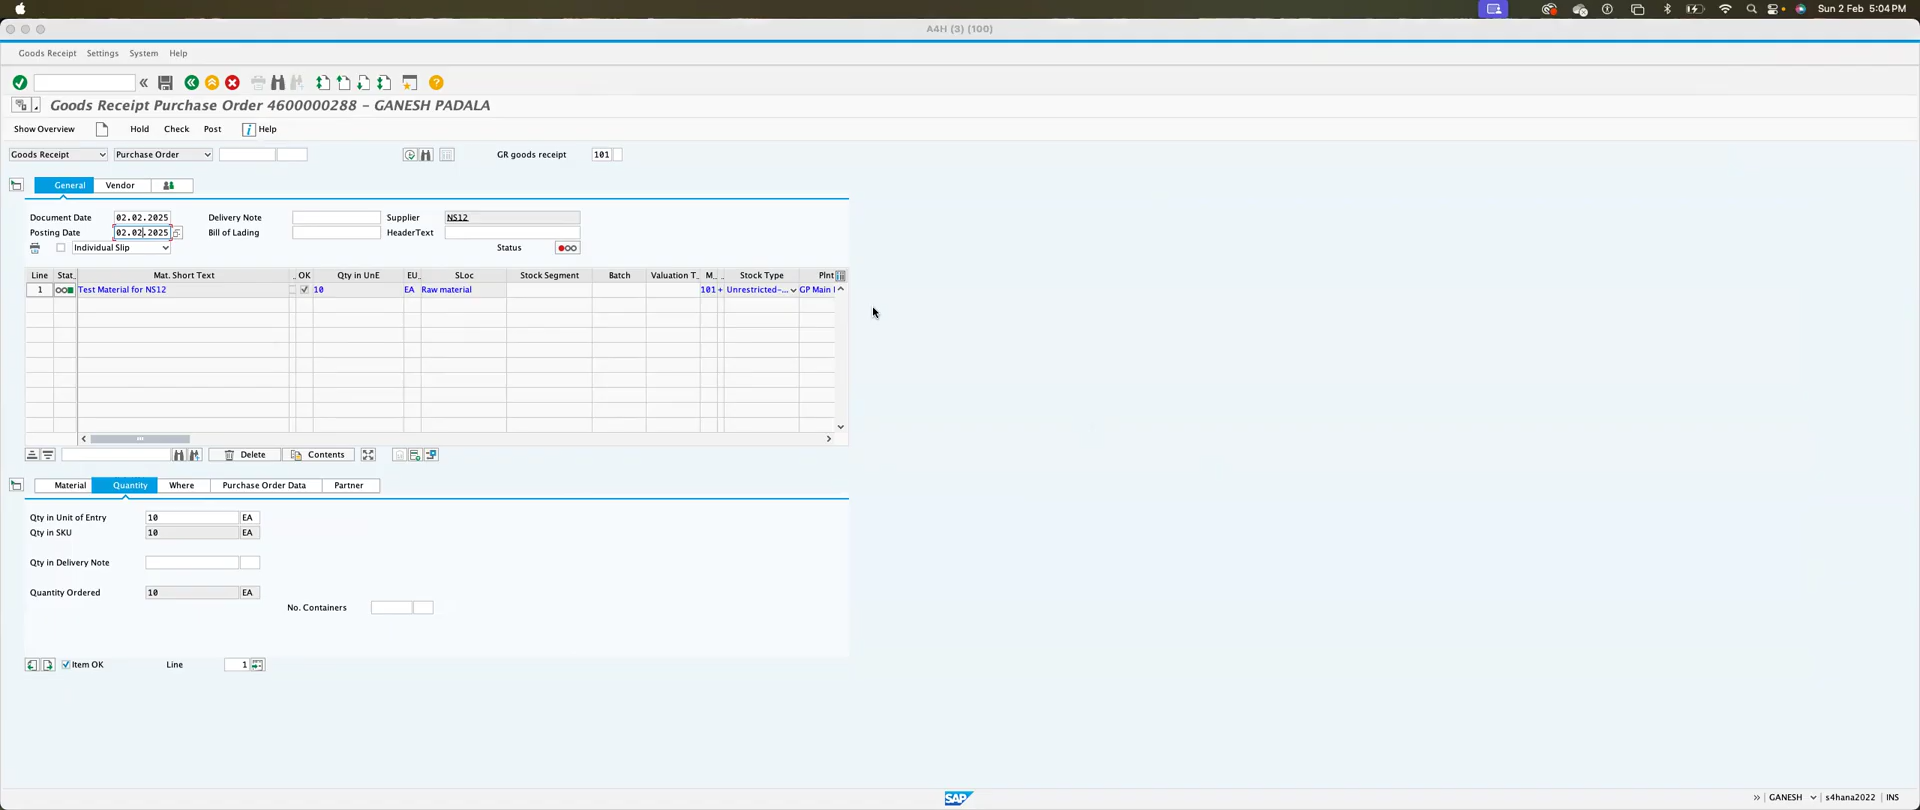 Sun 2 Feb 5:04 PM
A4H (3) (100)
Goods Receipt Settings System Help
Goods Receipt Purchase Order 4600000288 - GANESH PADALA
Show Overview Hold Check Post Help
Goods Receipt Purchase Order GR goods receipt 101
General Vendor
Document Date 02.02.2025 Delivery Note Supplier NS12
Posting Date 02.02.2025 Bill of Lading HeaderText
Individual Slip Status
Line Stat. Mat. Short Text .. OK Qty in UnE EU.. SLoc Stock Segment Batch Valuation T.. M.. .. Stock Type Plnt
1 Test Material for NS12 10 EA Raw material 101 + Unrestricted-... GP Main
Delete Contents
Material Quantity Where Purchase Order Data Partner
Qty in Unit of Entry 10 EA
Qty in SKU 10 EA
Qty in Delivery Note
Quantity Ordered 10 EA
No. Containers
Item OK Line 1
SAP GANESH s4hana2022 INS